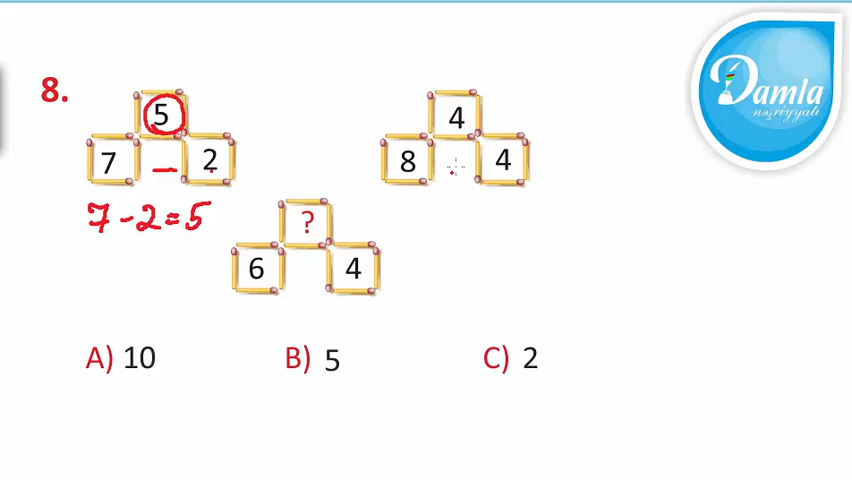 8.
5
7 – 2
7 - 2 = 5
4
8 4
?
6 4
A) 10 B) 5 C) 2
Damla
nəşriyyatı